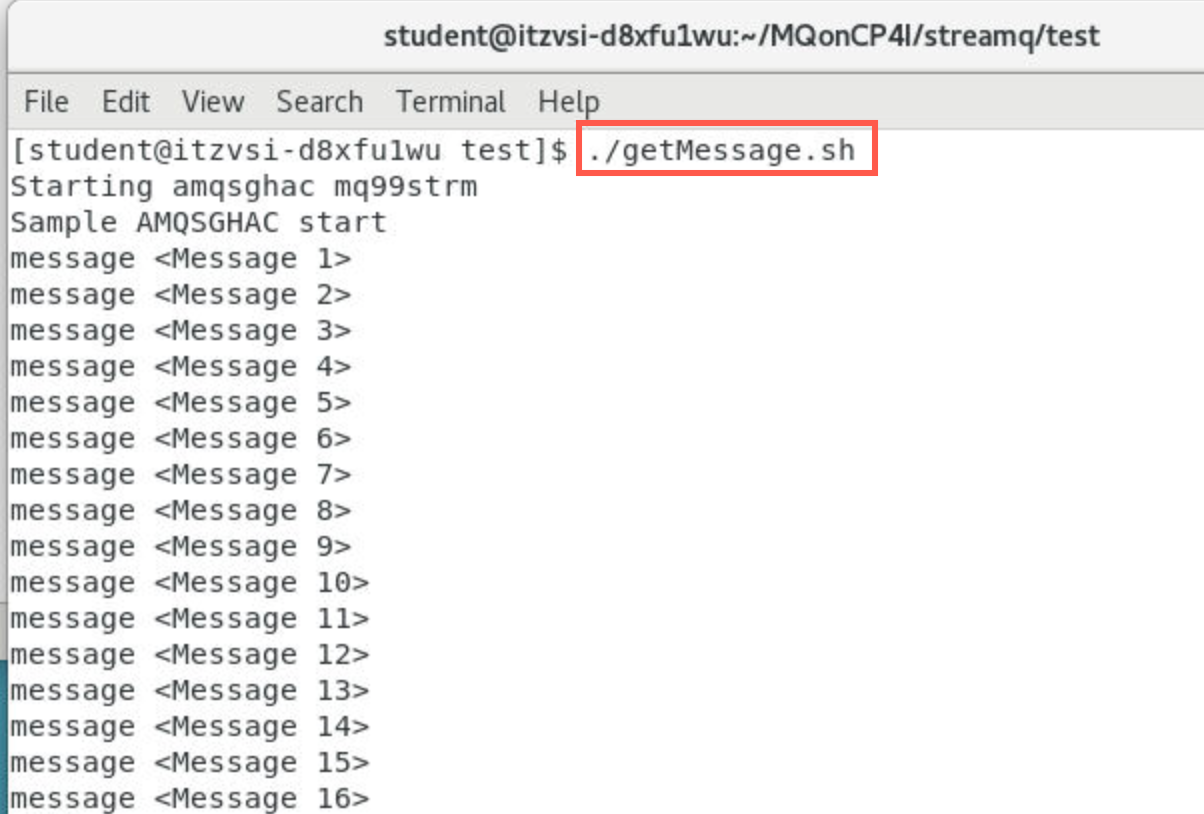 student@itzvsi-d8xfu1wu:~/MQonCP4I/streamq/test
File Edit View Search Terminal Help
[student@itzvsi-d8xfu1wu test]$ ./getMessage.sh
Starting amqsghac mq99strm
Sample AMQSGHAC start
message <Message 1>
message <Message 2>
message <Message 3>
message <Message 4>
message <Message 5>
message <Message 6>
message <Message 7>
message <Message 8>
message <Message 9>
message <Message 10>
message <Message 11>
message <Message 12>
message <Message 13>
message <Message 14>
message <Message 15>
message <Message 16>